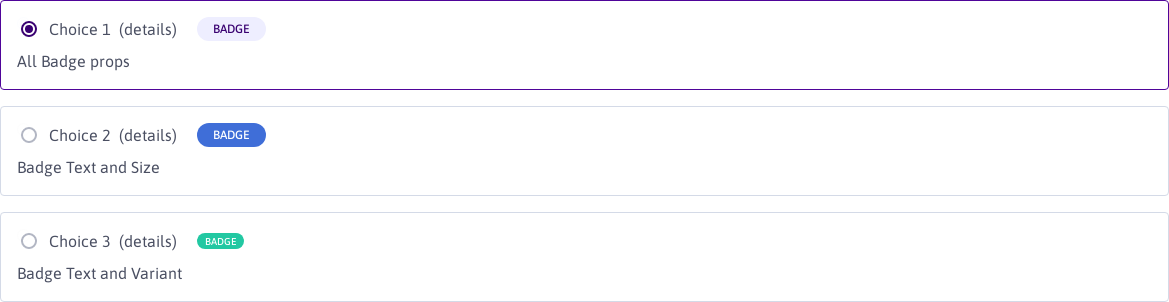 Choice 1 (details) BADGE
All Badge props
Choice 2 (details) BADGE
Badge Text and Size
Choice 3 (details) BADGE
Badge Text and Variant